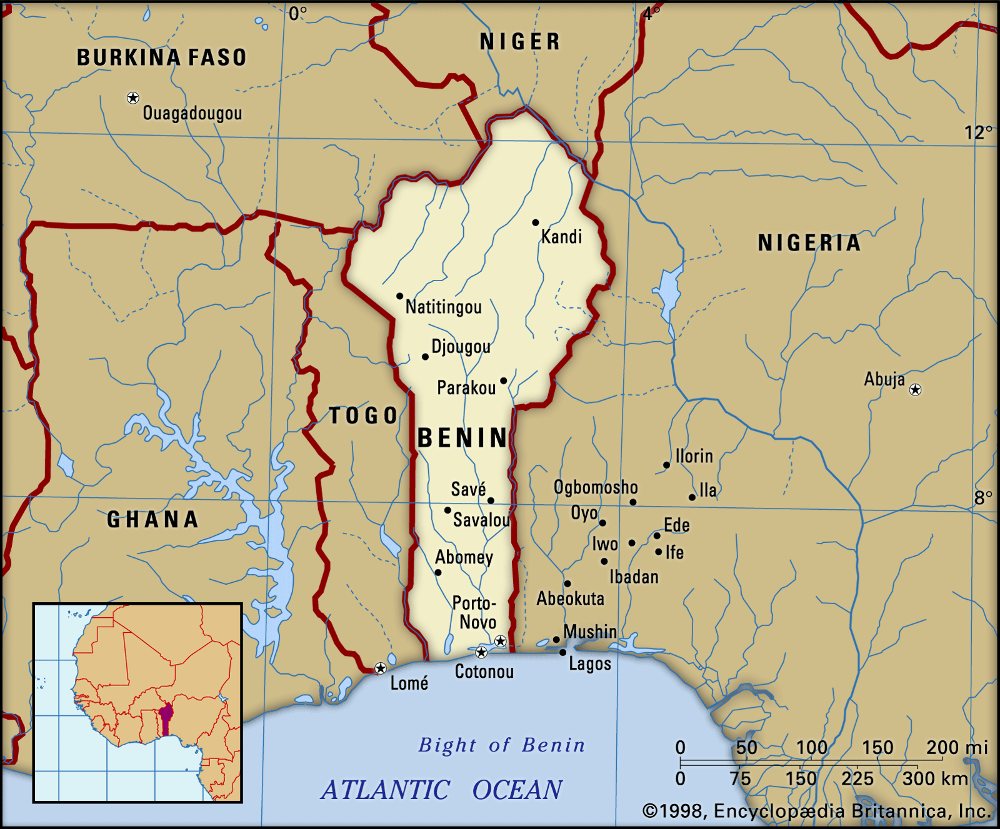 0°
4°
NIGER
BURKINA FASO
Ouagadougou
12°
Kandi
NIGERIA
Natitingou
Djougou
Parakou
Abuja
TOGO
BENIN
Ilorin
Savé
Ogbomosho
Ila
8°
GHANA
Savalou
Oyo
Ede
Iwo
Ife
Abomey
Ibadan
Abeokuta
Porto-
Novo
Mushin
Lagos
Cotonou
Lomé
Bight of Benin
ATLANTIC OCEAN
0 50 100 150 200 mi
0 75 150 225 300 km
©1998, Encyclopædia Britannica, Inc.